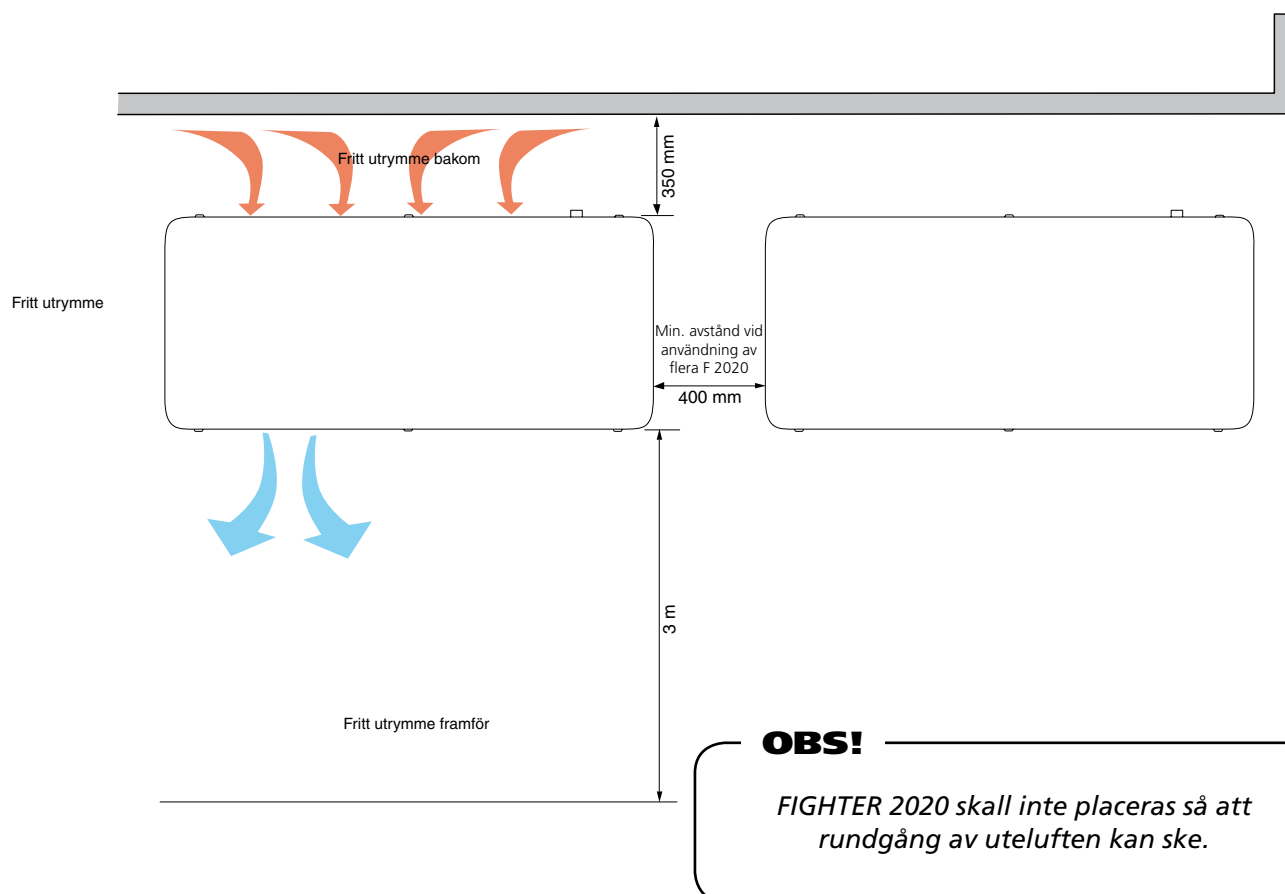 Fritt utrymme bakom
350 mm
Fritt utrymme
Min. avstånd vid
användning av
flera F 2020
400 mm
3 m
Fritt utrymme framför
OBS!
FIGHTER 2020 skall inte placeras så att
rundgång av uteluften kan ske.